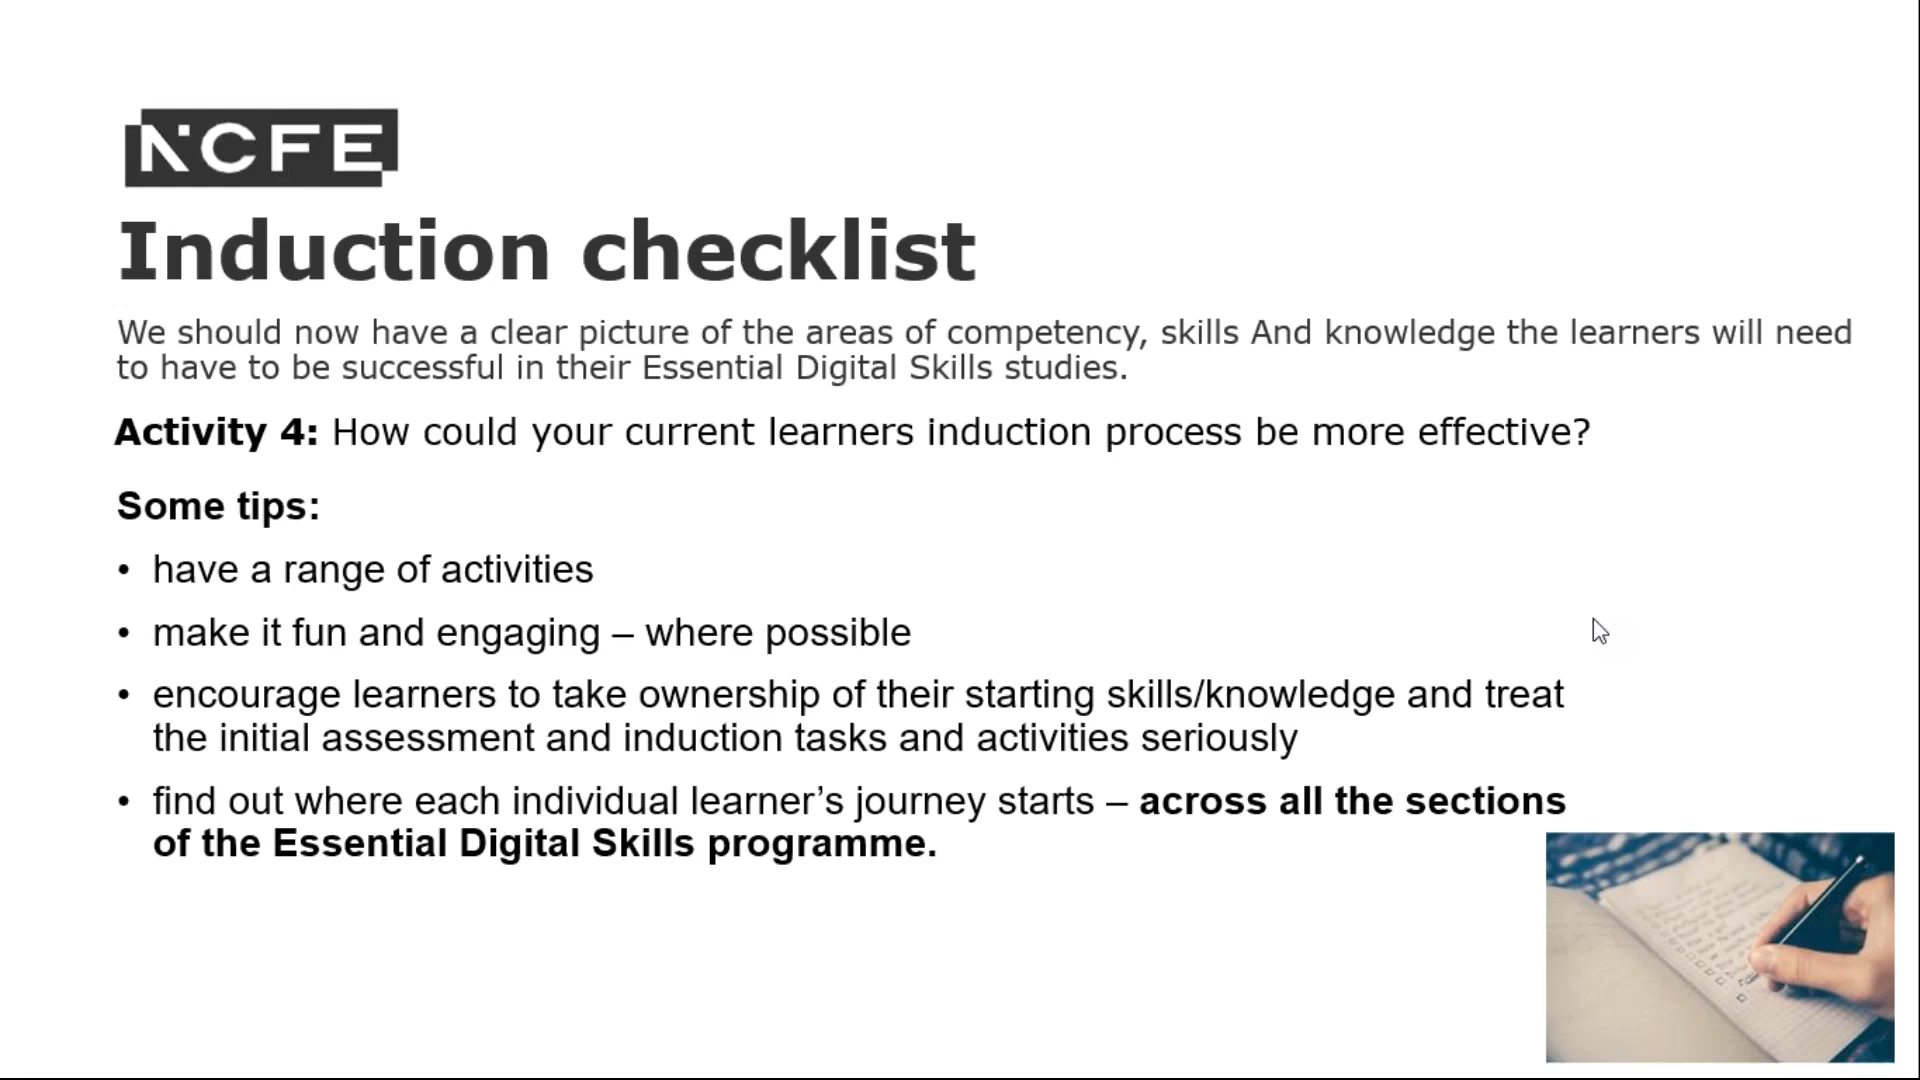 NCFE
Induction checklist
We should now have a clear picture of the areas of competency, skills And knowledge the learners will need
to have to be successful in their Essential Digital Skills studies.
Activity 4: How could your current learners induction process be more effective?
Some tips:
• have a range of activities
• make it fun and engaging – where possible
• encourage learners to take ownership of their starting skills/knowledge and treat
the initial assessment and induction tasks and activities seriously
• find out where each individual learner’s journey starts – across all the sections
of the Essential Digital Skills programme.